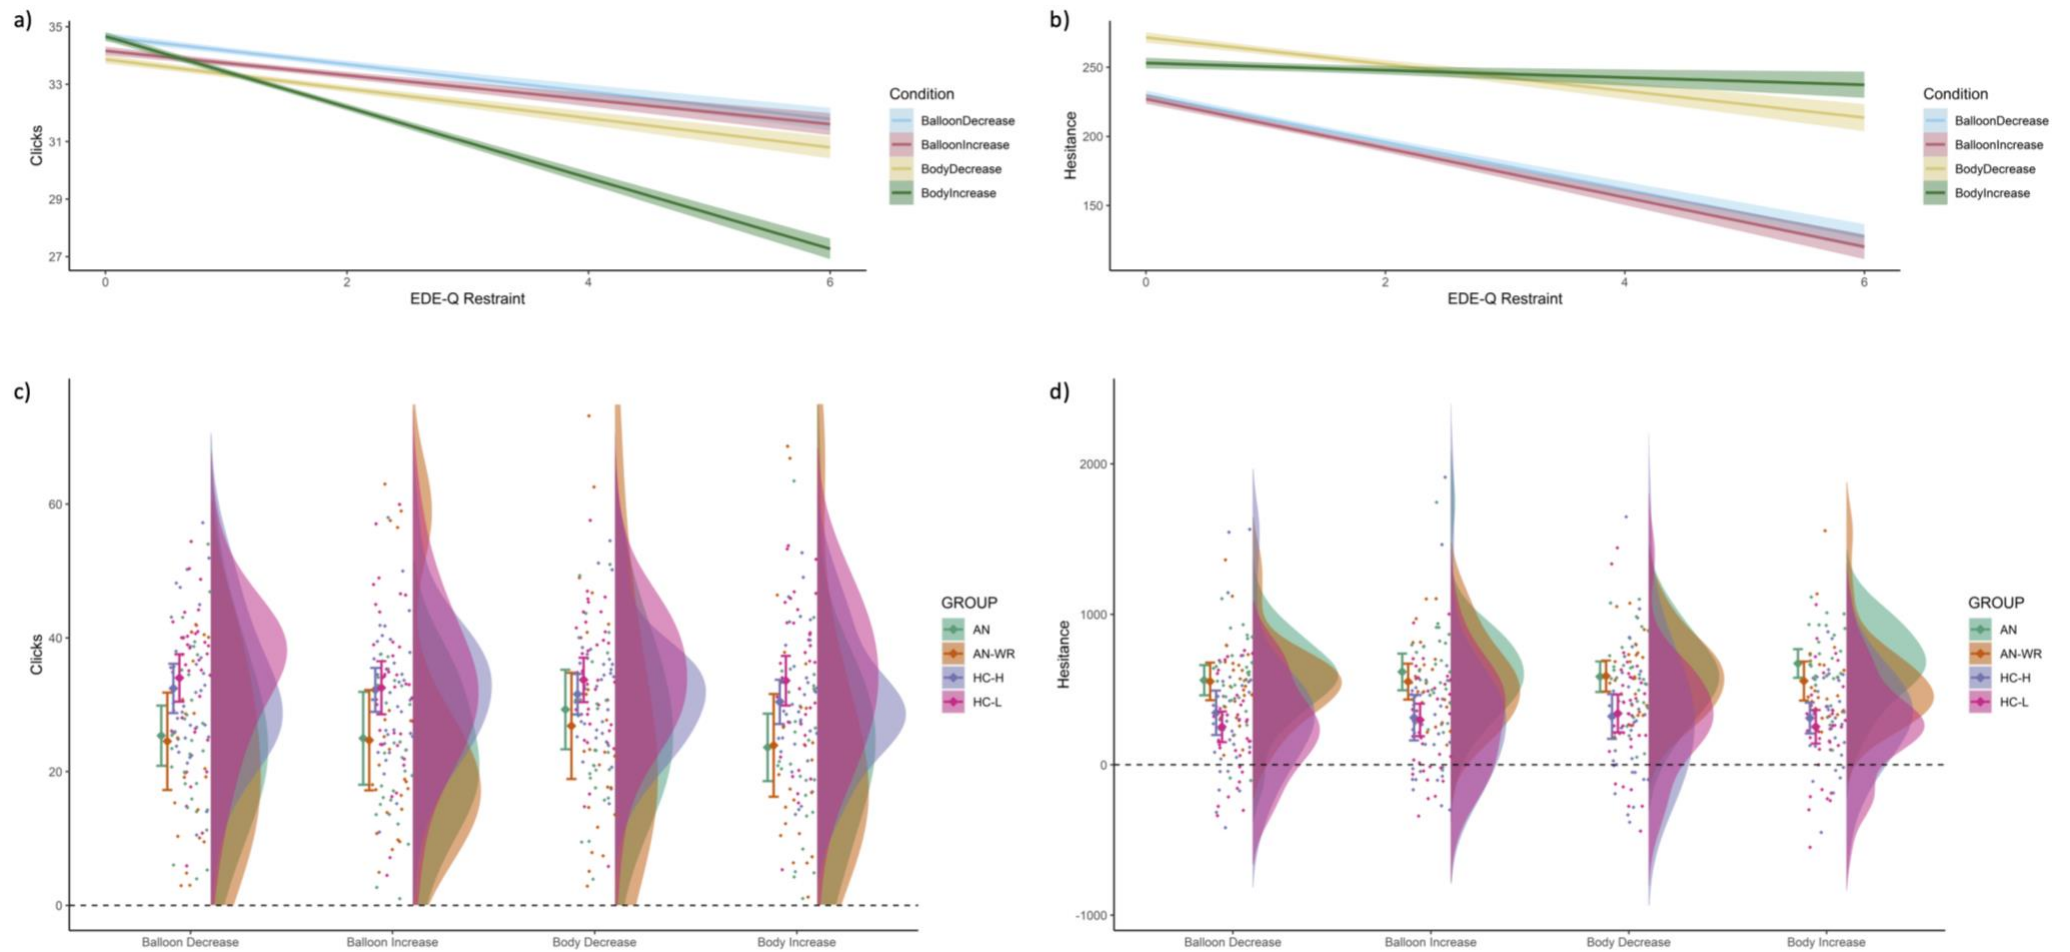 a)
35
33
31
29
27
Clicks
0
2
4
6
EDE-Q Restraint
Condition
BalloonDecrease
BalloonIncrease
BodyDecrease
BodyIncrease
b)
250
200
150
Hesitance
0
2
4
6
EDE-Q Restraint
Condition
BalloonDecrease
BalloonIncrease
BodyDecrease
BodyIncrease
c)
60
40
20
0
Clicks
Balloon Decrease
Balloon Increase
Body Decrease
Body Increase
GROUP
AN
AN-WR
HC-H
HC-L
d)
2000
1000
0
-1000
Hesitance
Balloon Decrease
Balloon Increase
Body Decrease
Body Increase
GROUP
AN
AN-WR
HC-H
HC-L